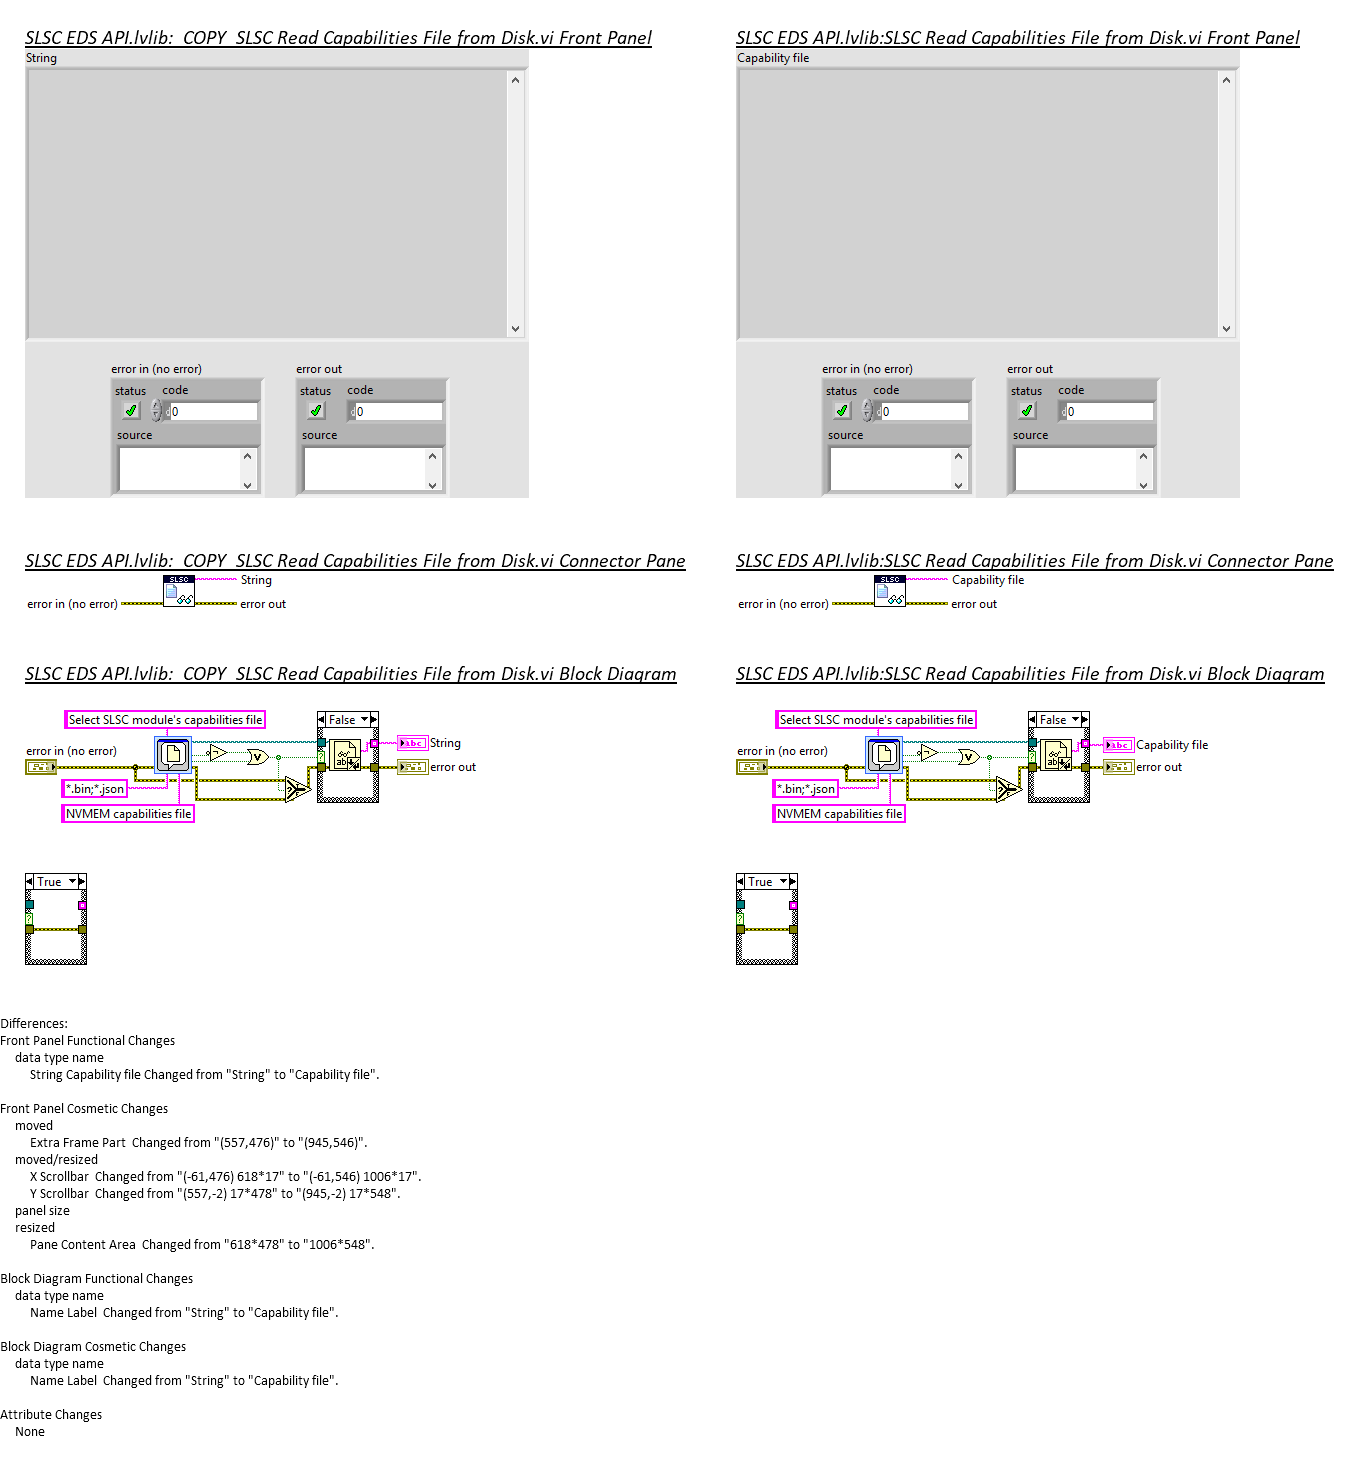 SLSC EDS API.lvlib:  COPY  SLSC Read Capabilities File from Disk.vi Front Panel
String
error in (no error)
status
code
d
0
source
error out
status
code
d
0
source
SLSC EDS API.lvlib:SLSC Read Capabilities File from Disk.vi Front Panel
Capability file
error in (no error)
status
code
d
0
source
error out
status
code
d
0
source
SLSC EDS API.lvlib:  COPY  SLSC Read Capabilities File from Disk.vi Connector Pane
SLSC
String
error in (no error)
error out
SLSC EDS API.lvlib:SLSC Read Capabilities File from Disk.vi Connector Pane
SLSC
Capability file
error in (no error)
error out
SLSC EDS API.lvlib:  COPY  SLSC Read Capabilities File from Disk.vi Block Diagram
Select SLSC module's capabilities file
False
error in (no error)
abc
String
error out
*.bin;*.json
NVMEM capabilities file
True
SLSC EDS API.lvlib:SLSC Read Capabilities File from Disk.vi Block Diagram
Select SLSC module's capabilities file
False
error in (no error)
abc
Capability file
error out
*.bin;*.json
NVMEM capabilities file
True
Differences:
Front Panel Functional Changes
data type name
String Capability file Changed from "String" to "Capability file".
Front Panel Cosmetic Changes
moved
Extra Frame Part  Changed from "(557,476)" to "(945,546)".
moved/resized
X Scrollbar  Changed from "(-61,476) 618*17" to "(-61,546) 1006*17".
Y Scrollbar  Changed from "(557,-2) 17*478" to "(945,-2) 17*548".
panel size
resized
Pane Content Area  Changed from "618*478" to "1006*548".
Block Diagram Functional Changes
data type name
Name Label  Changed from "String" to "Capability file".
Block Diagram Cosmetic Changes
data type name
Name Label  Changed from "String" to "Capability file".
Attribute Changes
None